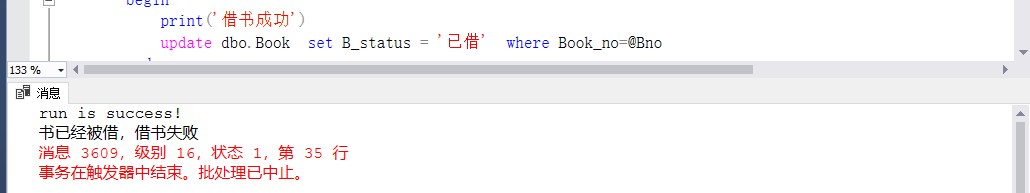 begin
print('借书成功')
update dbo.Book  set B_status = '已借'  where Book_no=@Bno
133 %
消息
run is success!
书已经被借，借书失败
消息 3609，级别 16，状态 1，第 35 行
事务在触发器中结束。批处理已中止。